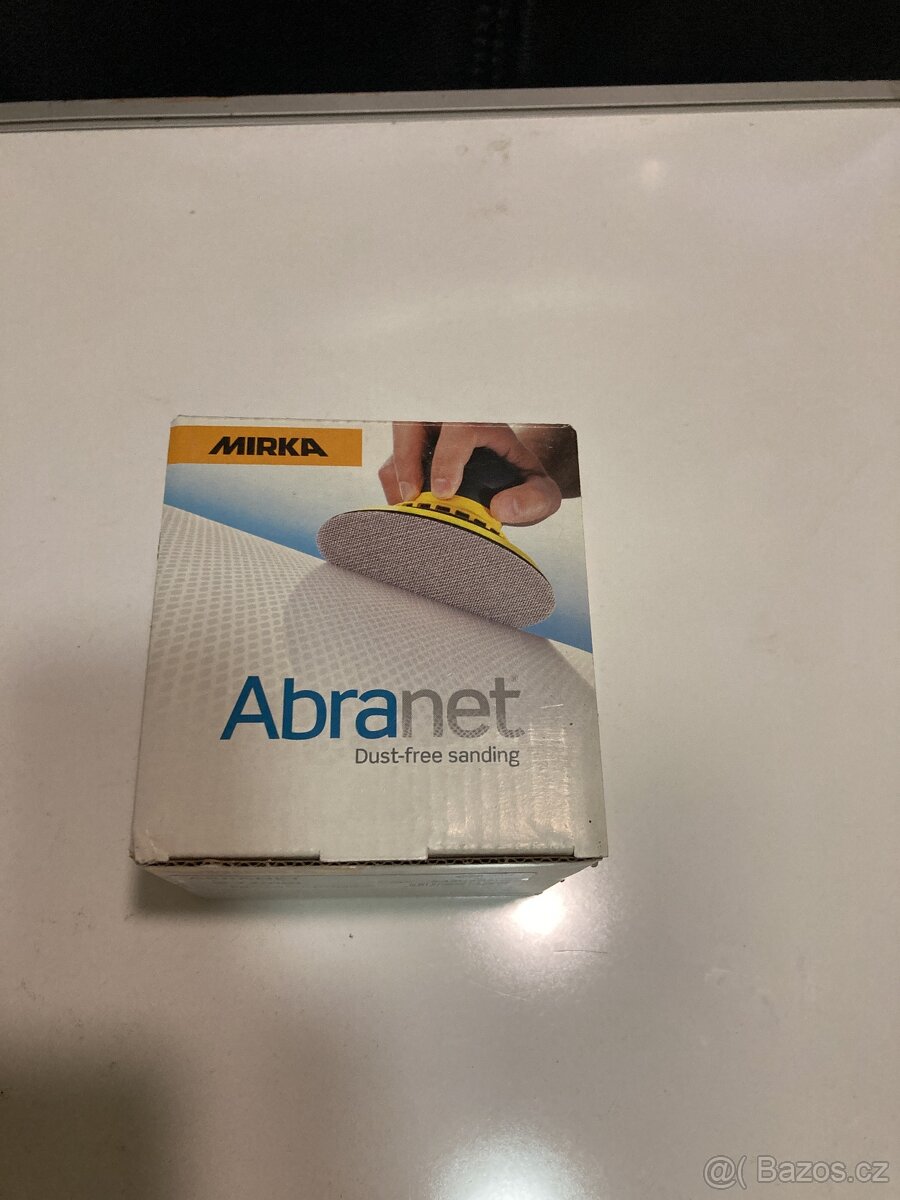 MIRKA
Abranet
Dust-free sanding
@( Bazos.cz